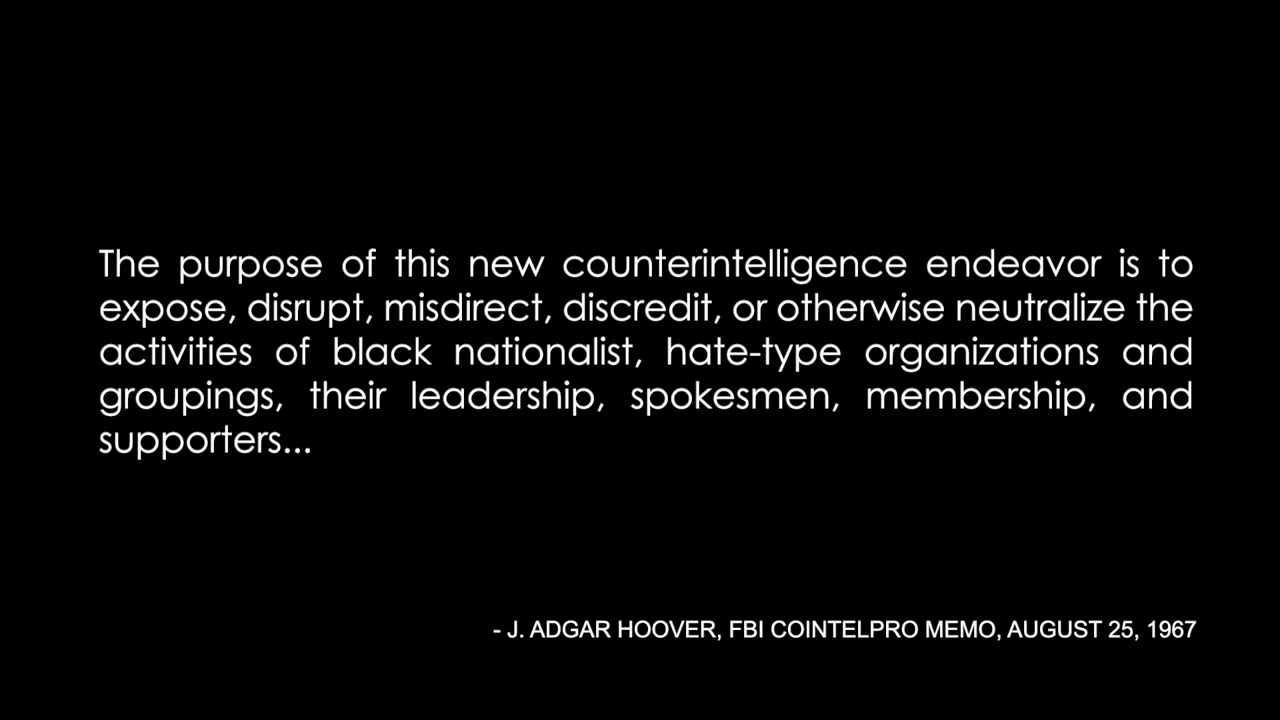 The purpose of this new counterintelligence endeavor is to
expose, disrupt, misdirect, discredit, or otherwise neutralize the
activities of black nationalist, hate-type organizations and
groupings, their leadership, spokesmen, membership, and
supporters...
- J. ADGAR HOOVER, FBI COINTELPRO MEMO, AUGUST 25, 1967